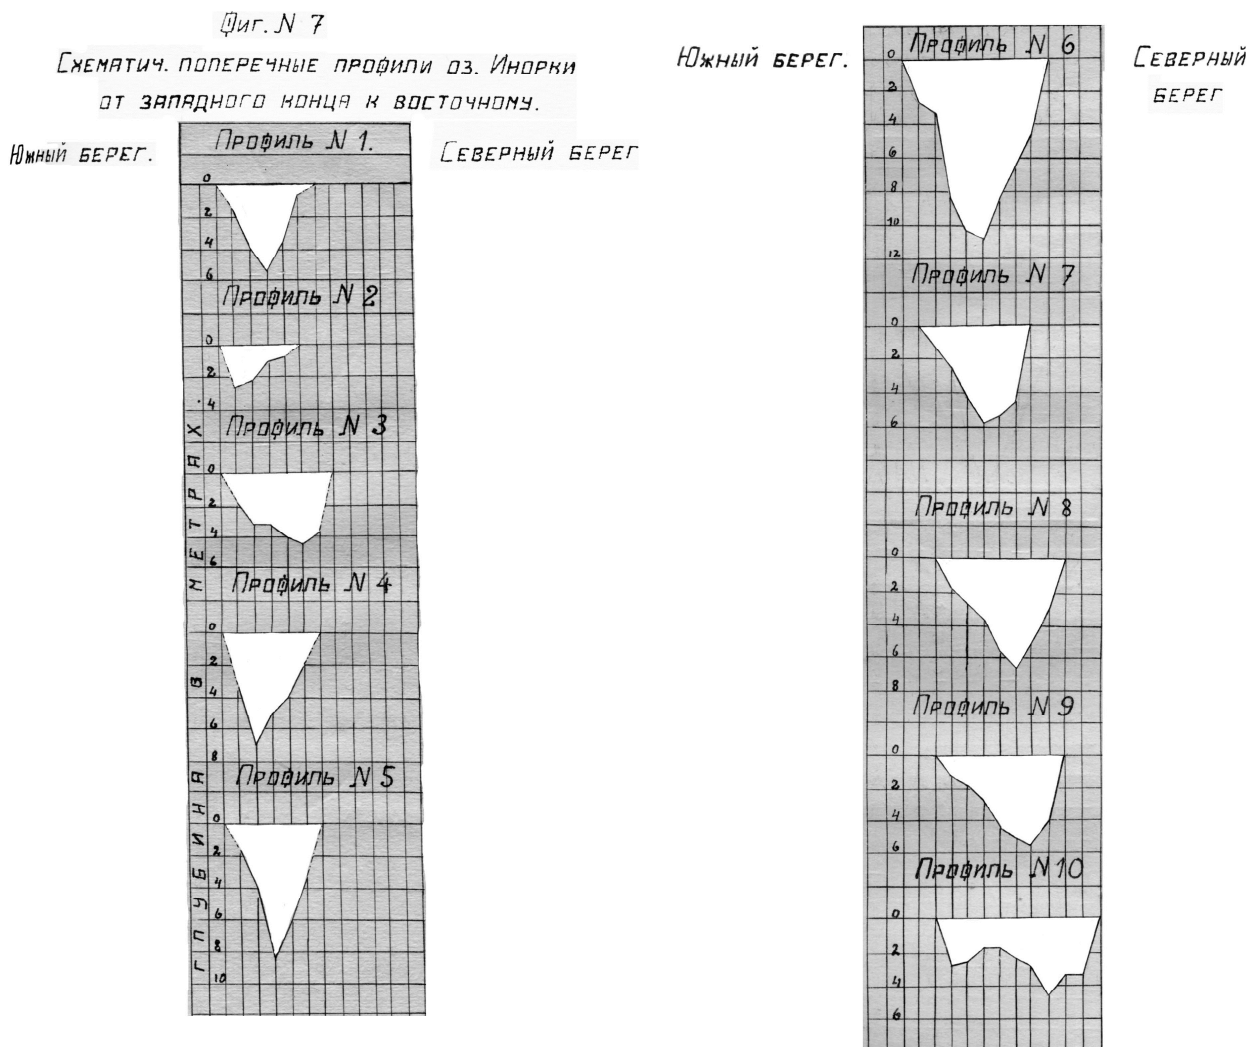 Фиг. N 7
Схематич. поперечные профили оз. Инорки
от западного конца к восточному.
Южный берег.
Северный берег
Профиль N 1.
0
2
4
6
Профиль N 2
0
2
4
Профиль N 3
0
2
4
6
Профиль N 4
0
2
4
6
8
Профиль N 5
0
2
4
6
8
10
Глубина в метрах
Южный берег.
Северный
берег
Профиль N 6
0
2
4
6
8
10
12
Профиль N 7
0
2
4
6
Профиль N 8
0
2
4
6
8
Профиль N 9
0
2
4
6
Профиль N 10
0
2
4
6